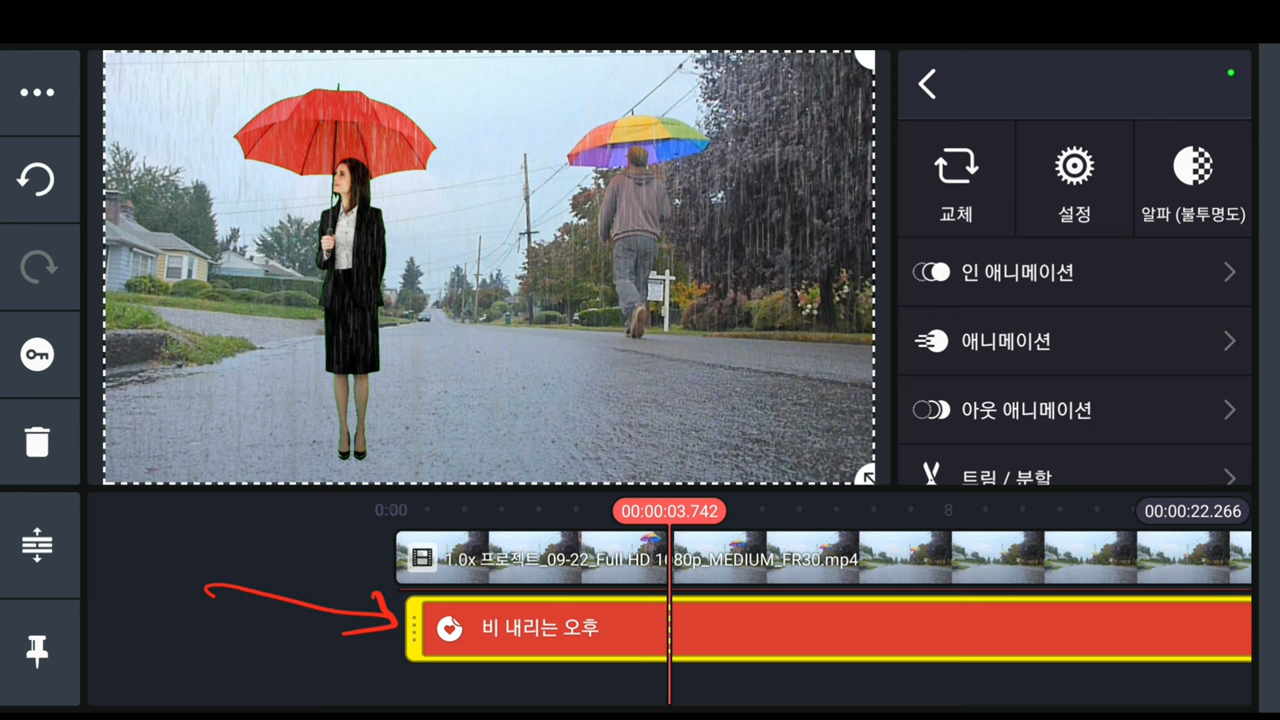 교체
설정
알파 (불투명도)
인 애니메이션
애니메이션
아웃 애니메이션
트림 / 분할
0:00
00:00:03.742
8
00:00:22.266
1.0x 프로젝트_09-22_Full HD 1080p_MEDIUM_FR30.mp4
비 내리는 오후